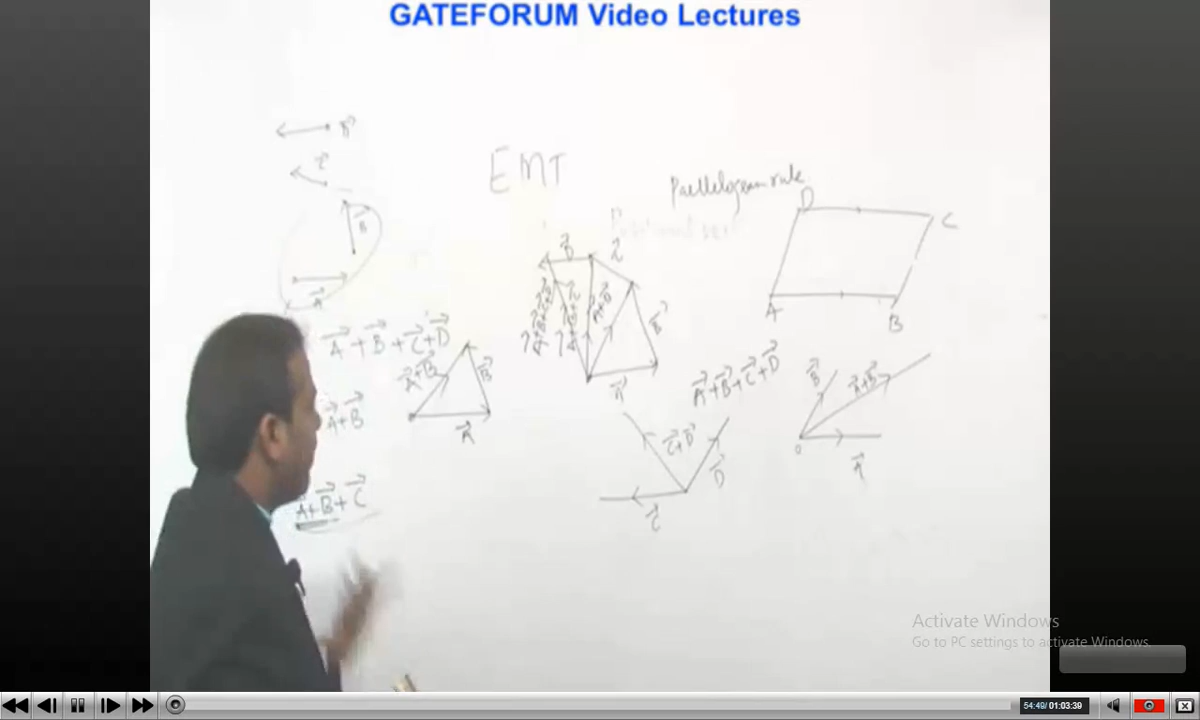 GATEFORUM Video Lectures
EMT
Parllelogram rule
D
C
A
B
B⃗
C⃗
B⃗
A⃗
A⃗+B⃗+C⃗+D⃗
A⃗+B⃗
A⃗+B⃗+C⃗
A⃗+B⃗
B⃗
A⃗
D⃗
A⃗+B⃗+C⃗
A⃗+B⃗
B⃗
A⃗
A⃗+B⃗+C⃗+D⃗
C⃗+D⃗
D⃗
C⃗
B⃗
A⃗+B⃗
O
A⃗
Activate Windows
Go to PC settings to activate Windows.
54:49/01:03:39